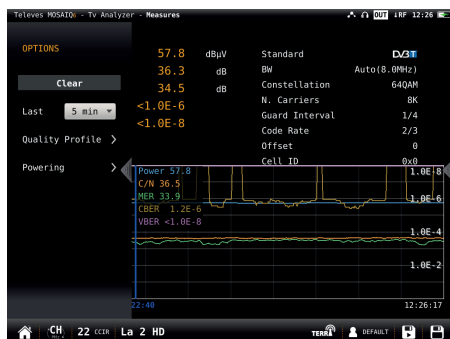 Televes MOSAIQ6 - Tv Analyzer - Measures
OUT RF 12:26
OPTIONS
Clear
Last 5 min
Quality Profile >
Powering >
57.8 dBµV
36.3 dB
34.5 dB
<1.0E-6
<1.0E-8
Standard DVB T
BW Auto(8.0MHz)
Constellation 64QAM
N. Carriers 8K
Guard Interval 1/4
Code Rate 2/3
Offset 0
Cell ID 0x0
Power 57.8
C/N 36.5
MER 33.9
CBER 1.2E-6
VBER <1.0E-8
1.0E-8
1.0E-6
1.0E-4
1.0E-2
22:40 12:26:17
CH 22 CCIR La 2 HD TERR DEFAULT